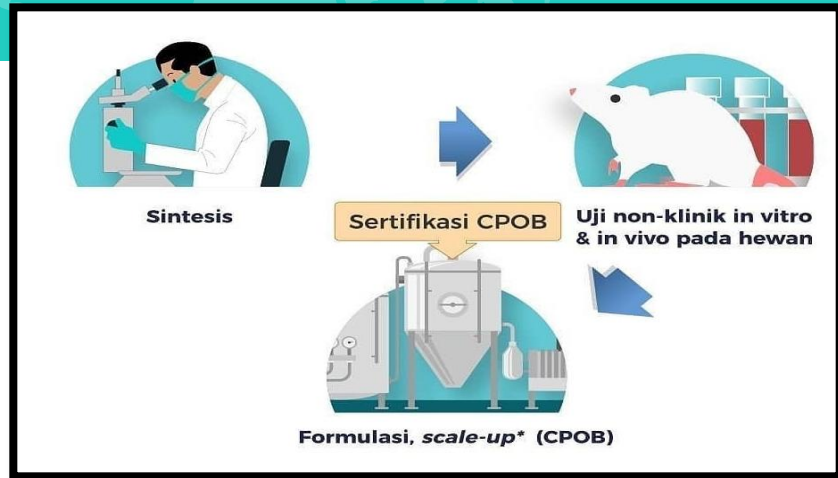 Sintesis
Sertifikasi CPOB
Uji non-klinik in vitro
& in vivo pada hewan
Formulasi, scale-up* (CPOB)